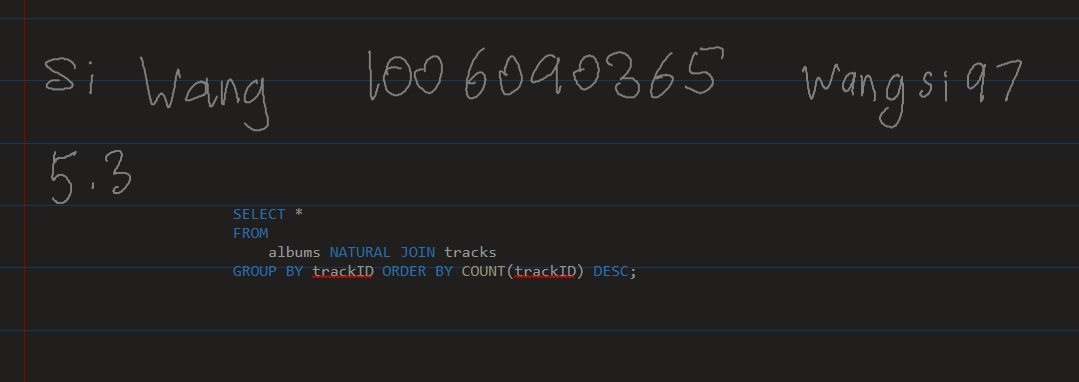 Si Wang 1006090365 wangsi97
5.3
SELECT *
FROM
albums NATURAL JOIN tracks
GROUP BY trackID ORDER BY COUNT(trackID) DESC;